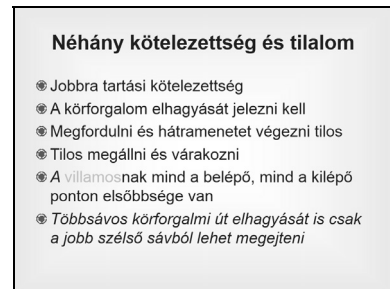 Néhány kötelezettség és tilalom
Jobbra tartási kötelezettség
A körforgalom elhagyását jelezni kell
Megfordulni és hátramenetet végezni tilos
Tilos megállni és várakozni
A villamosnak mind a belépő, mind a kilépő
ponton elsőbbsége van
Többsávos körforgalmi út elhagyását is csak
a jobb szélső sávból lehet megejteni